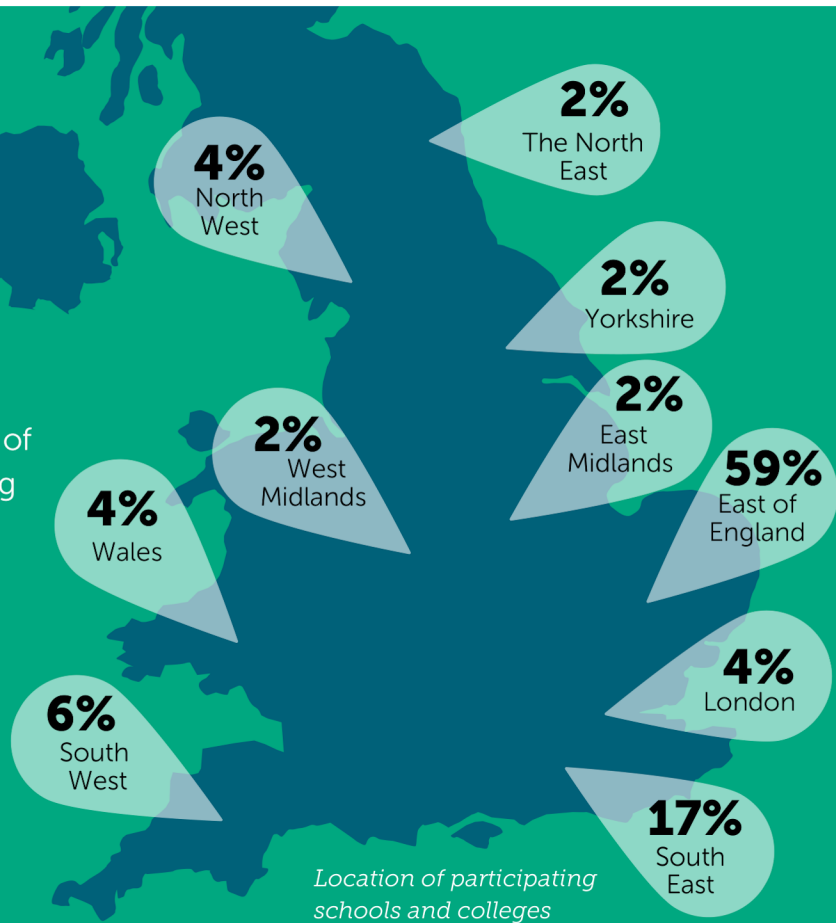 2%
The North
East
4%
North
West
2%
Yorkshire
2%
East
Midlands
of
g
2%
West
Midlands
59%
East of
England
4%
Wales
4%
London
6%
South
West
17%
South
East
Location of participating
schools and colleges